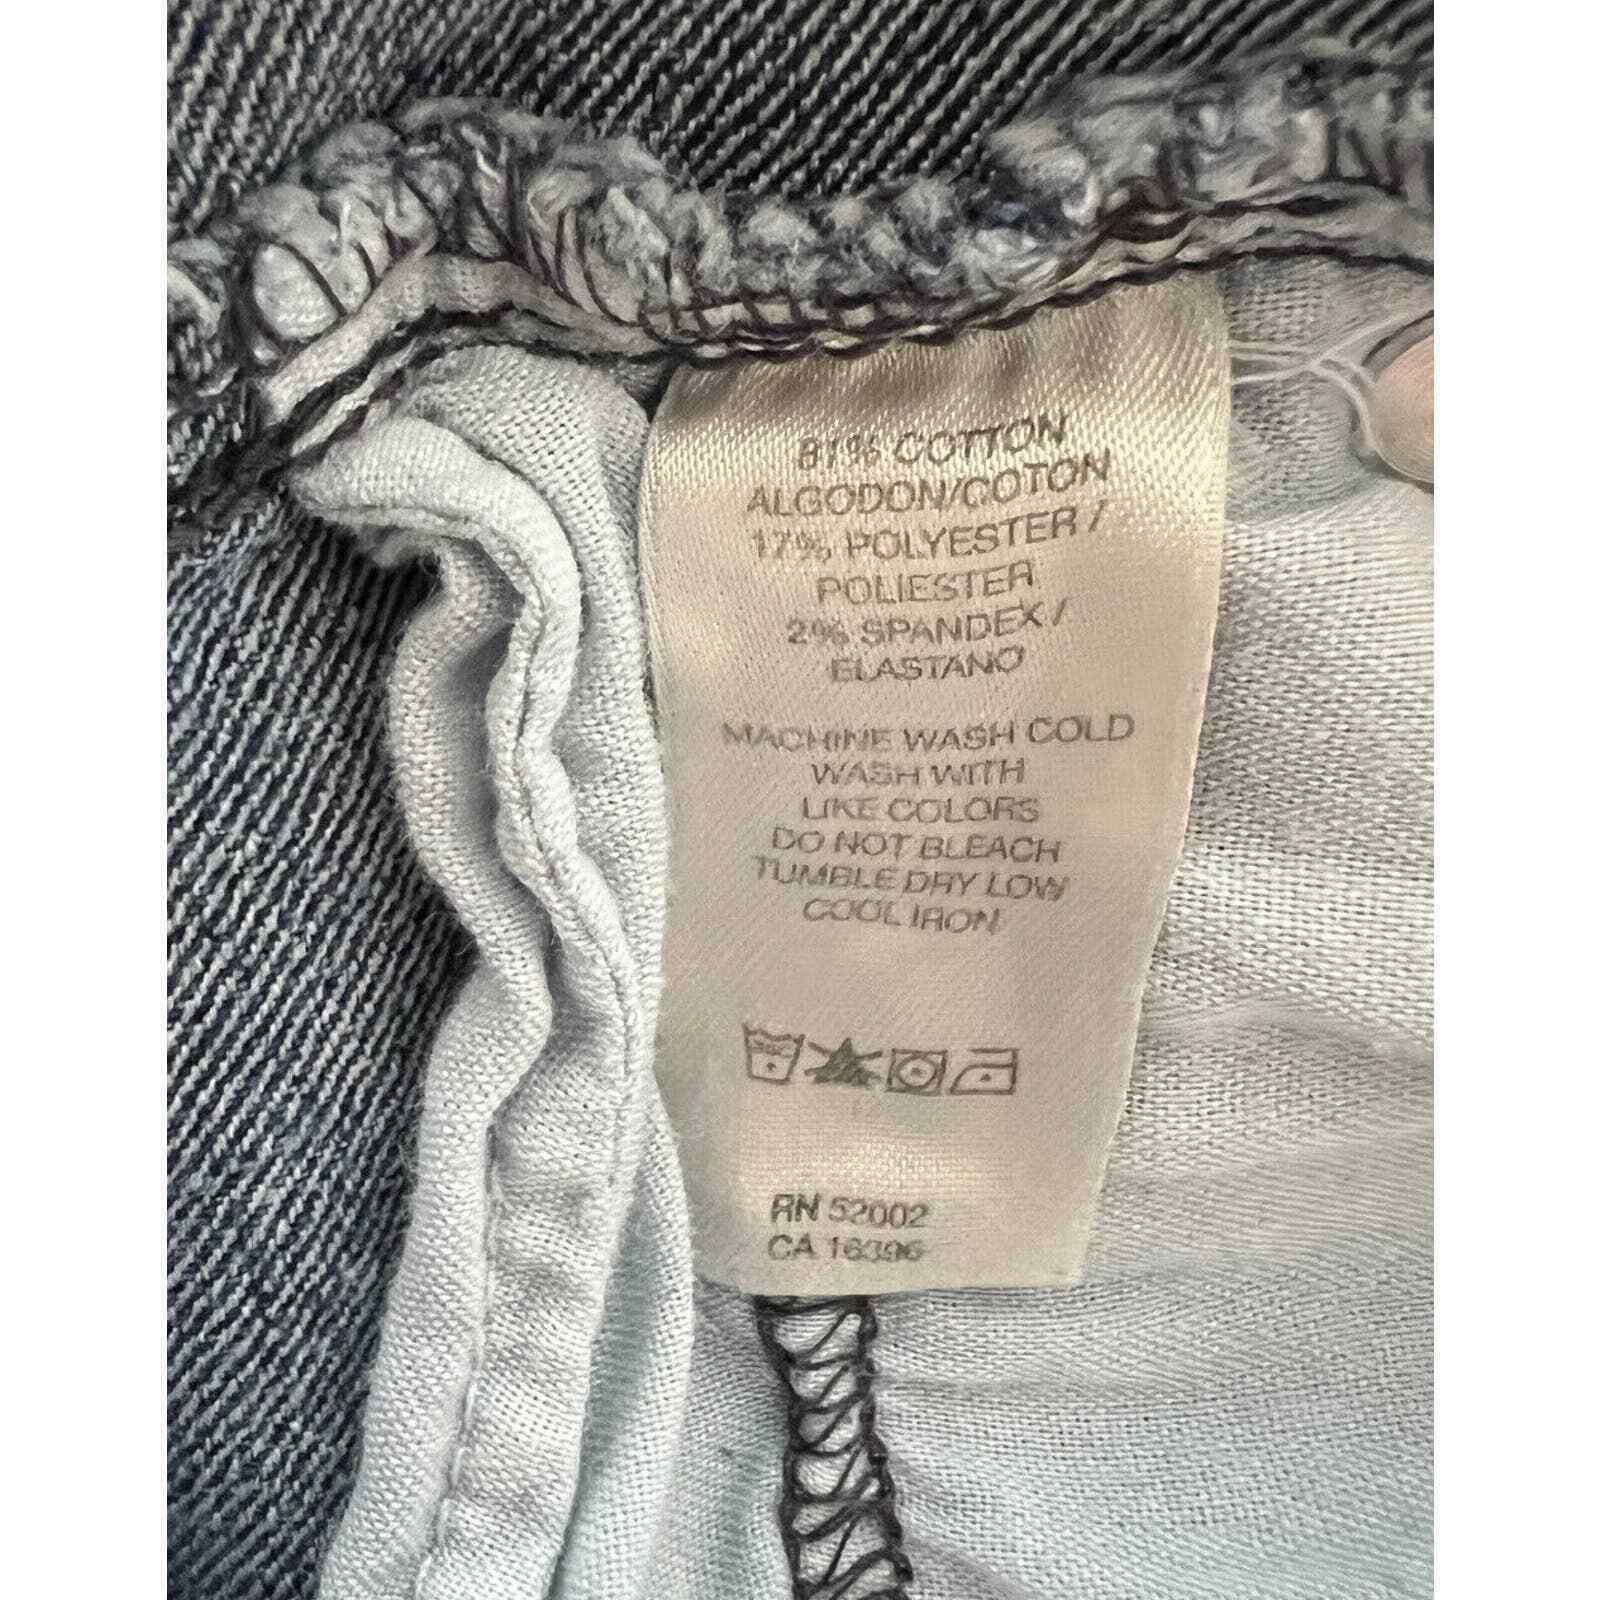 81% COTTON
ALGODON/COTON
17% POLYESTER /
POLIESTER
2% SPANDEX /
ELASTANO
MACHINE WASH COLD
WASH WITH
LIKE COLORS
DO NOT BLEACH
TUMBLE DRY LOW
COOL IRON
RN 52002
CA 16396